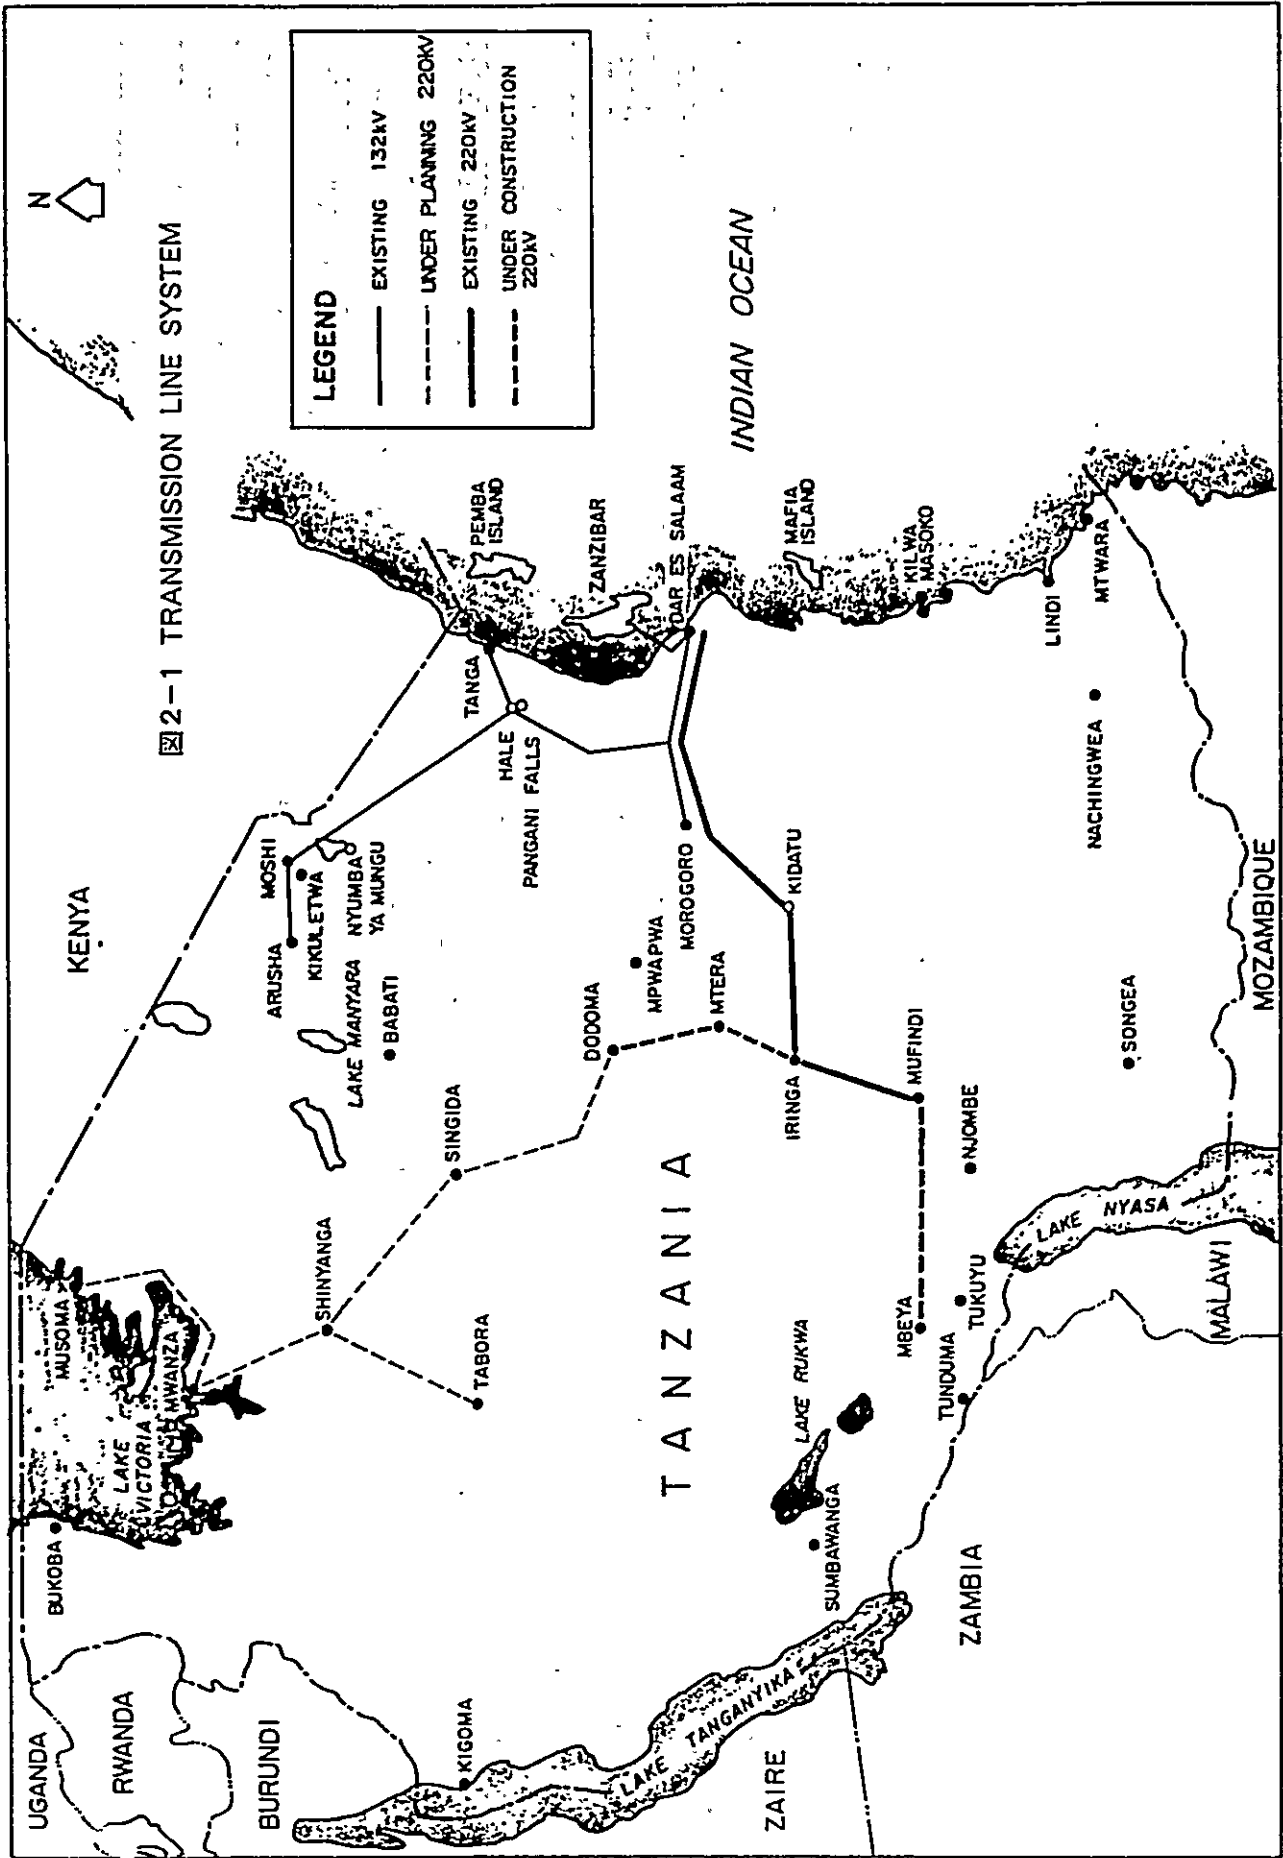 図2-1 TRANSMISSION LINE SYSTEM
N
LEGEND
EXISTING 132kV
UNDER PLANNING 220kV
EXISTING 220kV
UNDER CONSTRUCTION
220kV
UGANDA
RWANDA
BURUNDI
KENYA
BUKOBA
MUSOMA
LAKE
VICTORIA
MWANZA
SHINYANGA
TABORA
SINGIDA
KIGOMA
ARUSHA
MOSHI
KIKULETWA
LAKE MANYARA
NYUMBA
YA MUNGU
BABATI
TANGA
HALE
PANGANI FALLS
PEMBA
ISLAND
ZANZIBAR
DAR ES SALAAM
DODOMA
MPWAPWA
MOROGORO
MTERA
KIDATU
IRINGA
MUFINDI
TANZANIA
INDIAN OCEAN
MAFIA
ISLAND
KILWA
MASOKO
LINDI
MTWARA
NACHINGWEA
LAKE TANGANYIKA
ZAIRE
SUMBAWANGA
LAKE RUKWA
MBEYA
TUNDUMA
TUKUYU
NJOMBE
SONGEA
LAKE NYASA
ZAMBIA
MALAWI
MOZAMBIQUE